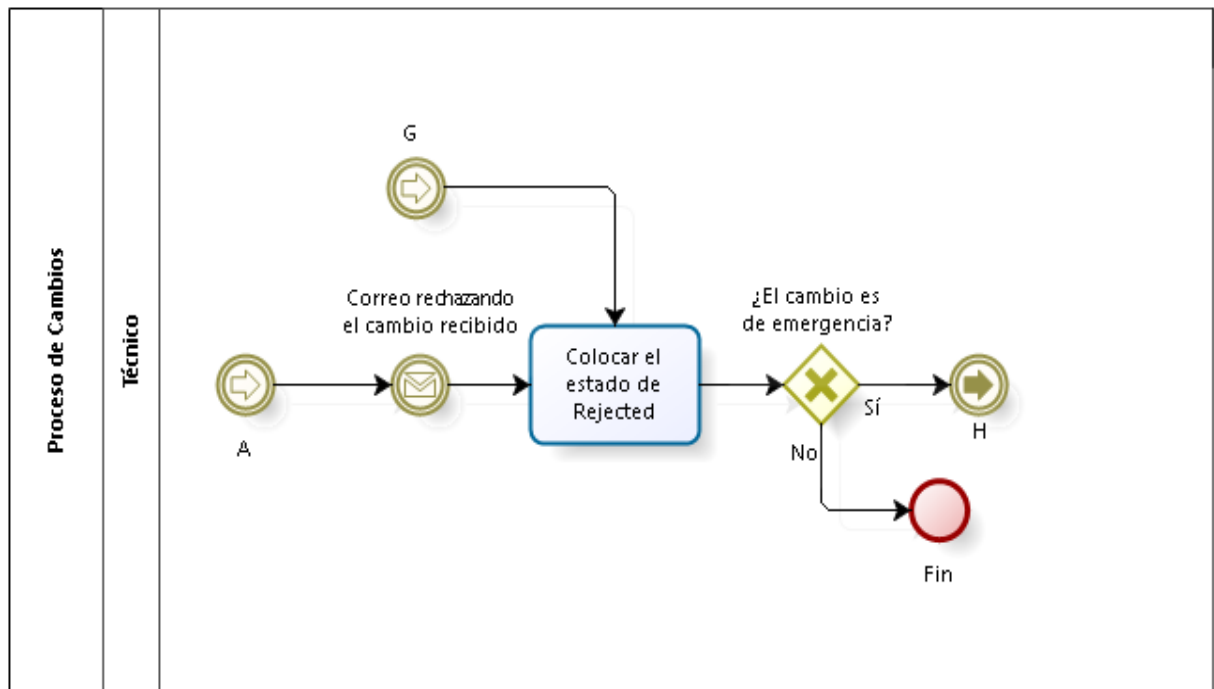 Proceso de Cambios
Técnico
G
Correo rechazando
el cambio recibido
¿El cambio es
de emergencia?
Colocar el
estado de
Rejected
A
Sí
H
No
Fin